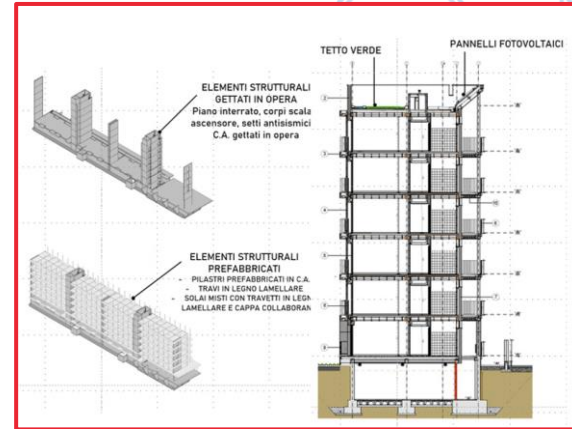 ELEMENTI STRUTTURALI
GETTATI IN OPERA
Piano interrato, corpi scala
ascensore, setti antisismici
C.A. gettati in opera
ELEMENTI STRUTTURALI
PREFABBRICATI
- PILASTRI PREFABBRICATI IN C.A.
- TRAVI IN LEGNO LAMELLARE
- SOLAI MISTI CON TRAVETTI IN LEGN
LAMELLARE E CAPPA COLLABORAN
TETTO VERDE
PANNELLI FOTOVOLTAICI